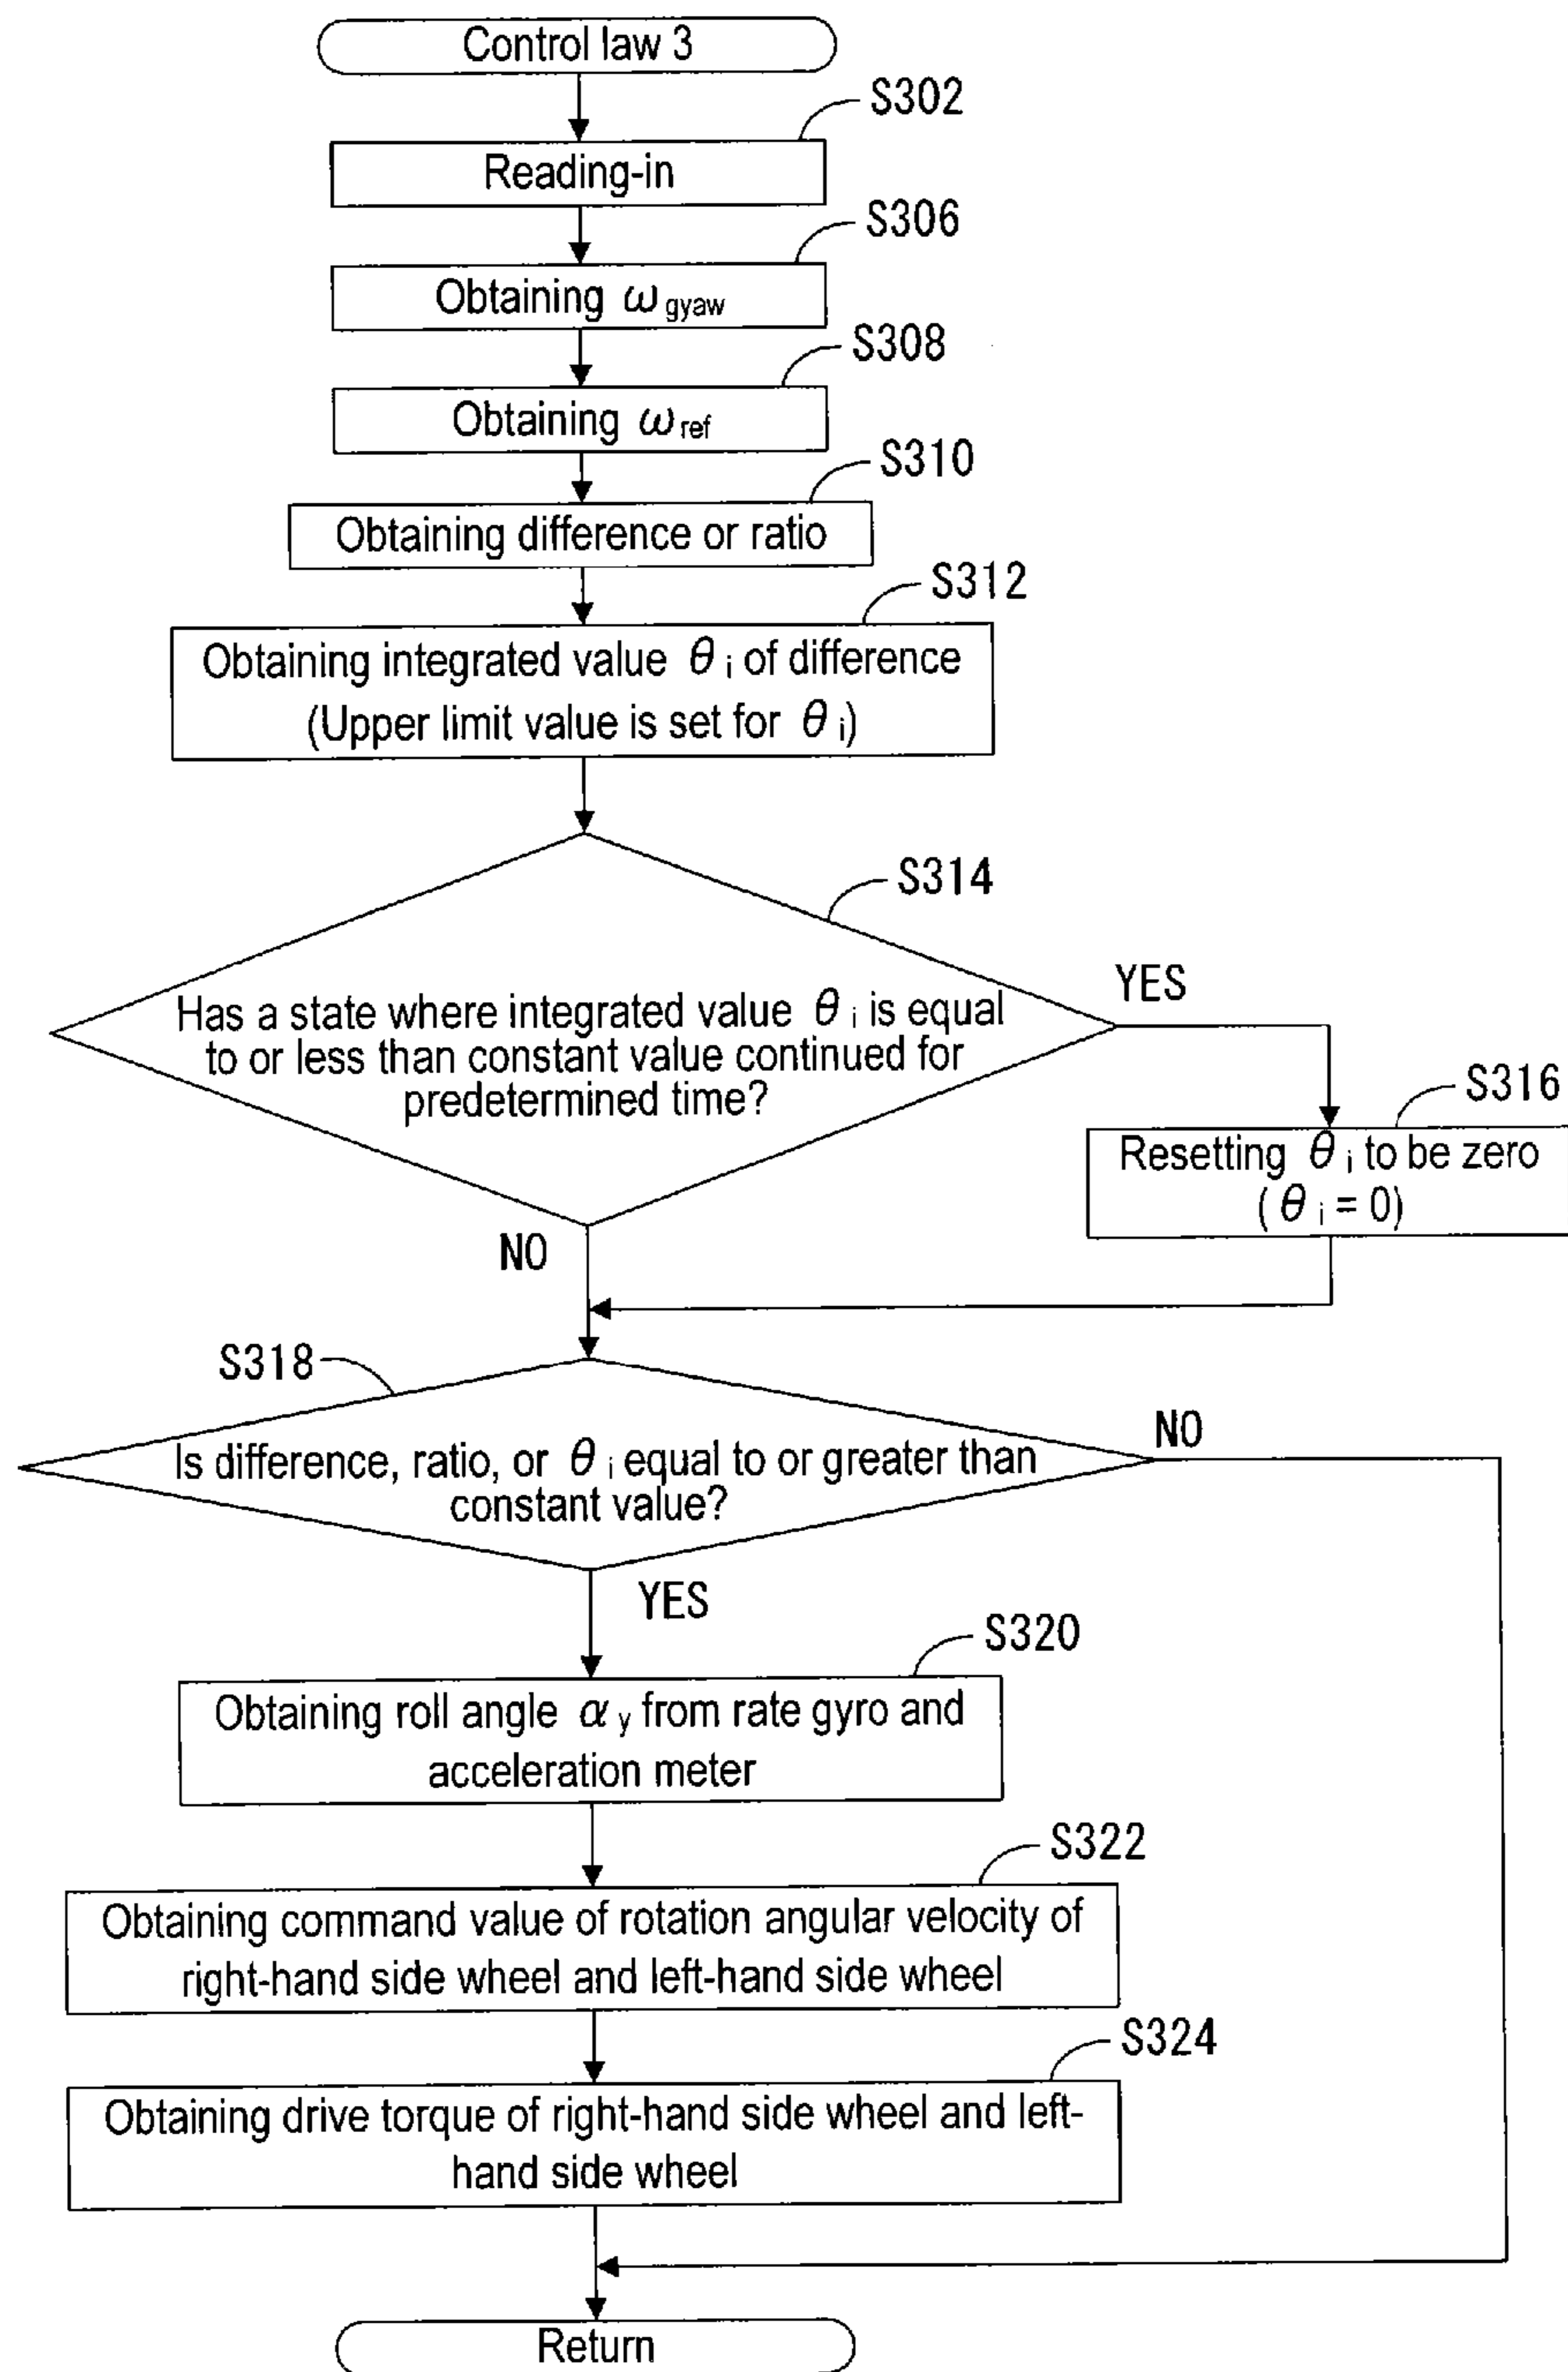 Control law 3
S302
Reading-in
S306
Obtaining ω gyaw
S308
Obtaining ω ref
S310
Obtaining difference or ratio
S312
Obtaining integrated value θ i of difference
(Upper limit value is set for θ i)
S314
YES
Has a state where integrated value θ i is equal
to or less than constant value continued for
predetermined time?
S316
Resetting θ i to be zero
( θ i = 0)
NO
S318
NO
Is difference, ratio, or θ i equal to or greater than
constant value?
YES
S320
Obtaining roll angle α y from rate gyro and
acceleration meter
S322
Obtaining command value of rotation angular velocity of
right-hand side wheel and left-hand side wheel
S324
Obtaining drive torque of right-hand side wheel and left-
hand side wheel
Return